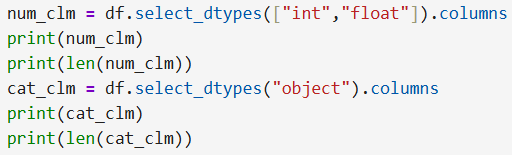 num_clm = df.select_dtypes(["int","float"]).columns
print(num_clm)
print(len(num_clm))
cat_clm = df.select_dtypes("object").columns
print(cat_clm)
print(len(cat_clm))